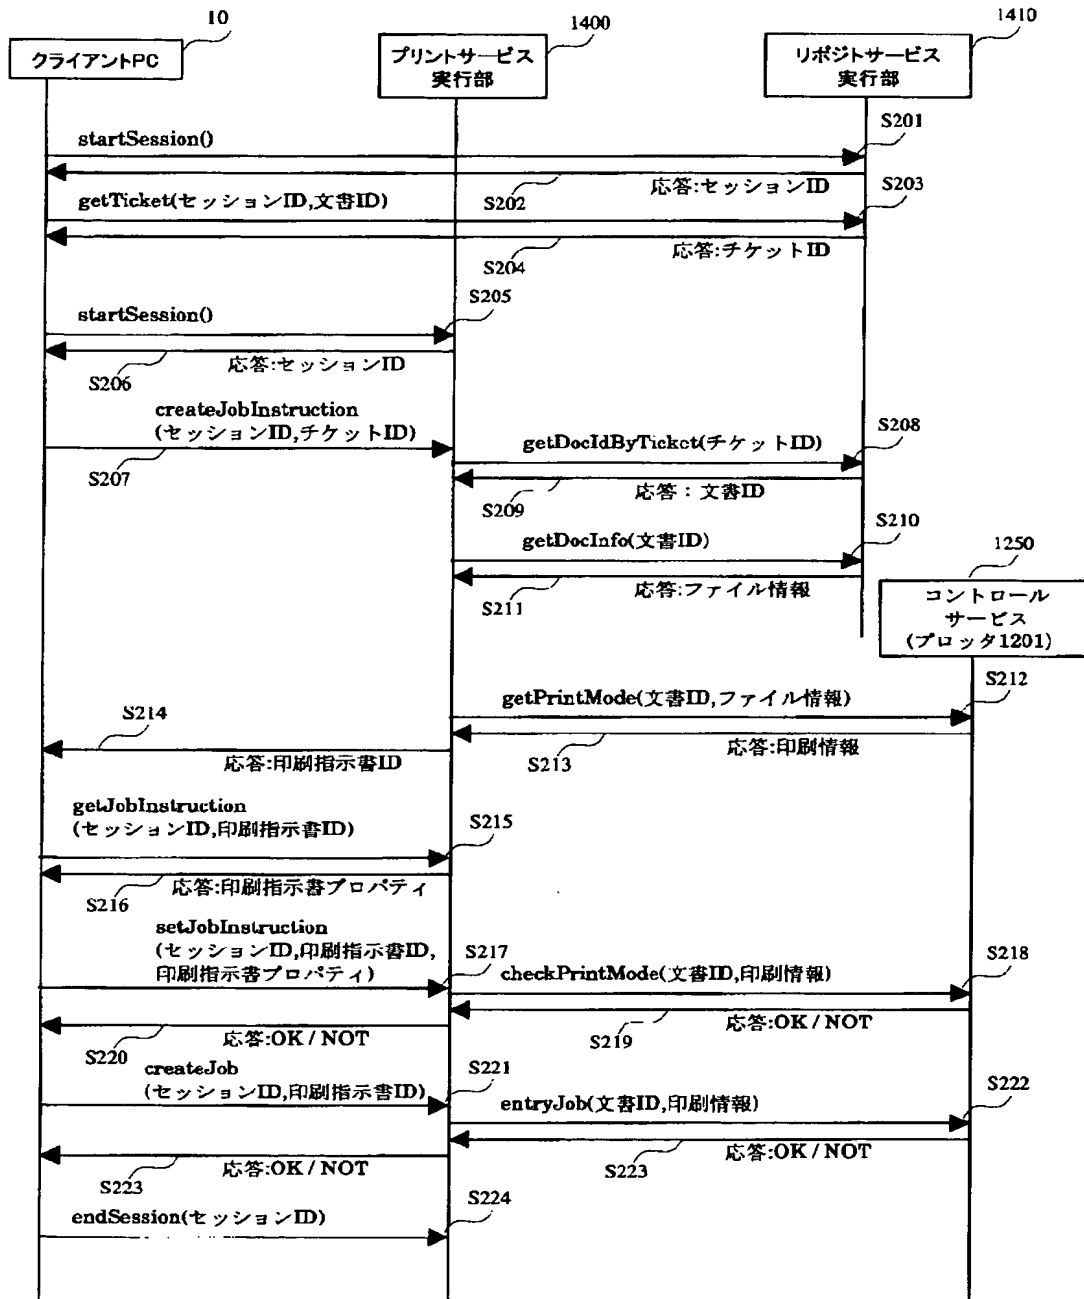 10
1400
1410
クライアントPC
プリントサービス
実行部
リポジトサービス
実行部
startSession()
S201
応答:セッションID
S202
getTicket(セッションID,文書ID)
S203
応答:チケットID
S204
startSession()
S205
応答:セッションID
S206
createJobInstruction
(セッションID,チケットID)
S207
getDocIdByTicket(チケットID)
S208
応答：文書ID
S209
getDocInfo(文書ID)
S210
応答:ファイル情報
S211
1250
コントロール
サービス
(プロッタ1201)
getPrintMode(文書ID,ファイル情報)
S212
応答:印刷情報
S213
S214
応答:印刷指示書ID
getJobInstruction
(セッションID,印刷指示書ID)
S215
応答:印刷指示書プロパティ
S216
setJobInstruction
(セッションID,印刷指示書ID,
印刷指示書プロパティ)
S217
checkPrintMode(文書ID,印刷情報)
S218
応答:OK / NOT
S219
応答:OK / NOT
S220
createJob
(セッションID,印刷指示書ID)
S221
entryJob(文書ID,印刷情報)
S222
応答:OK / NOT
S223
応答:OK / NOT
S223
endSession(セッションID)
S224